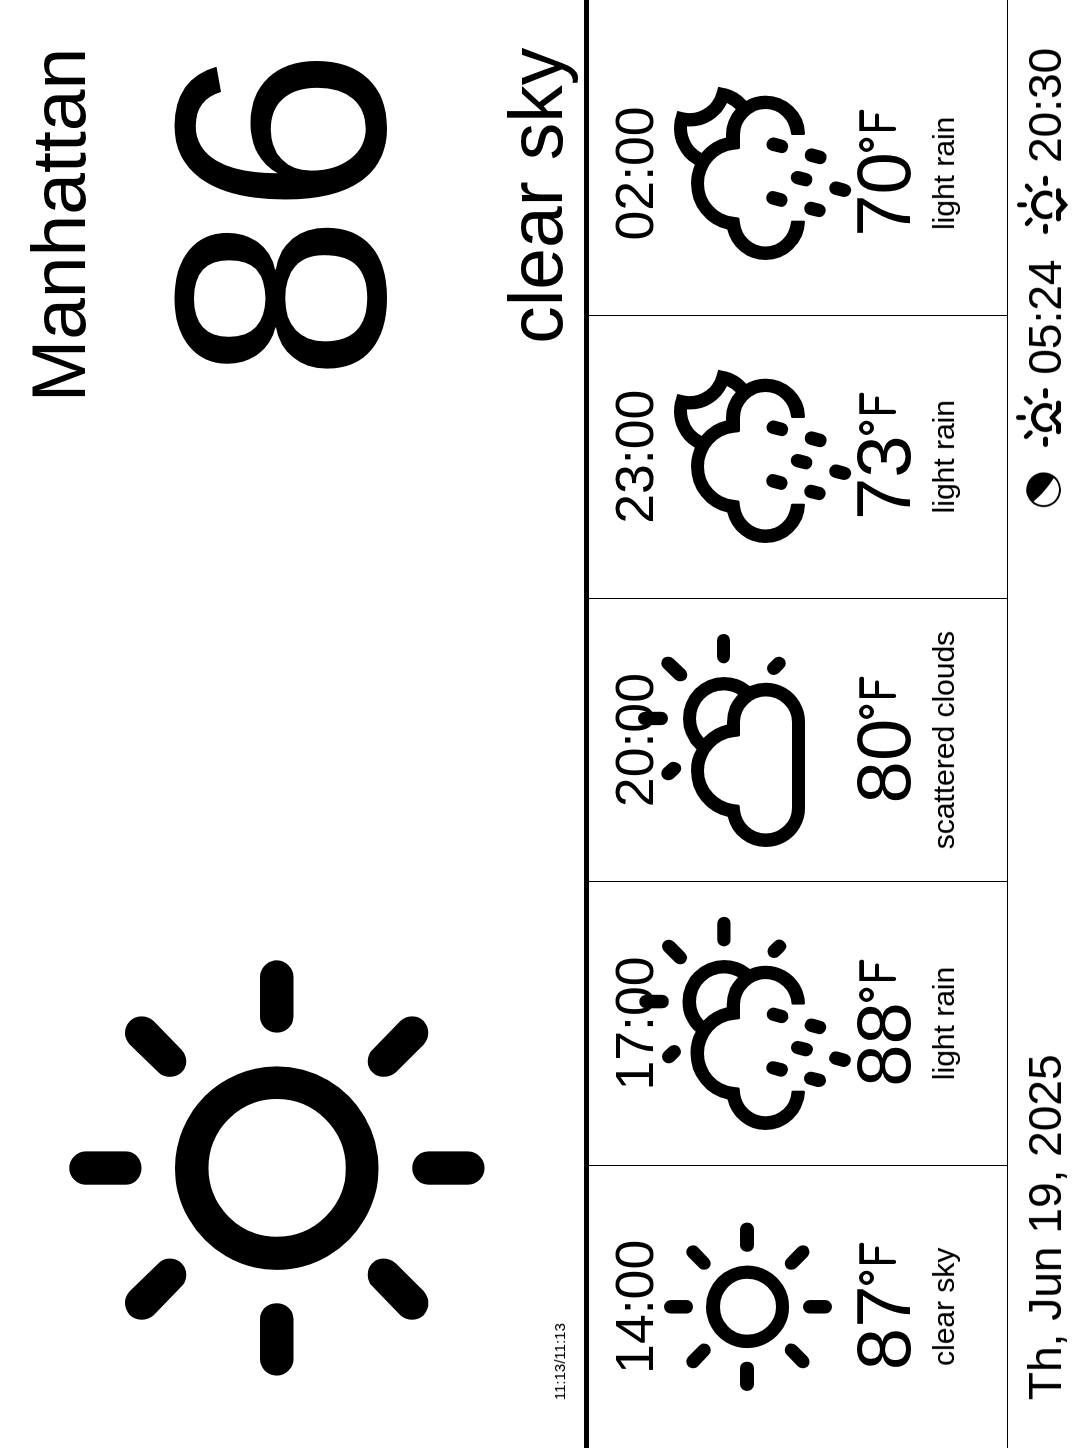 Manhattan
86
clear sky
11:13/11:13
14:00 17:00 20:00 23:00 02:00
87°F 88°F 80°F 73°F 70°F
clear sky light rain scattered clouds light rain light rain
Th, Jun 19, 2025 05:24 20:30